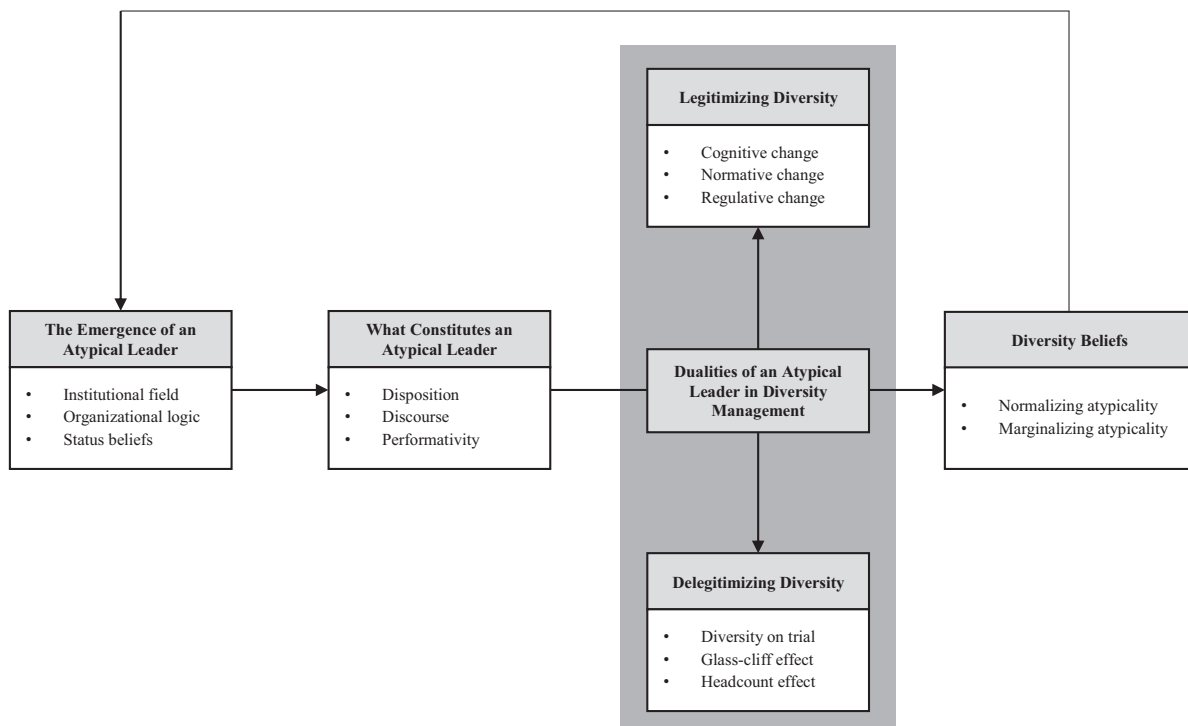 Legitimizing Diversity
• Cognitive change
• Normative change
• Regulative change
The Emergence of an
Atypical Leader
• Institutional field
• Organizational logic
• Status beliefs
What Constitutes an
Atypical Leader
• Disposition
• Discourse
• Performativity
Dualities of an Atypical
Leader in Diversity
Management
Diversity Beliefs
• Normalizing atypicality
• Marginalizing atypicality
Delegitimizing Diversity
• Diversity on trial
• Glass-cliff effect
• Headcount effect